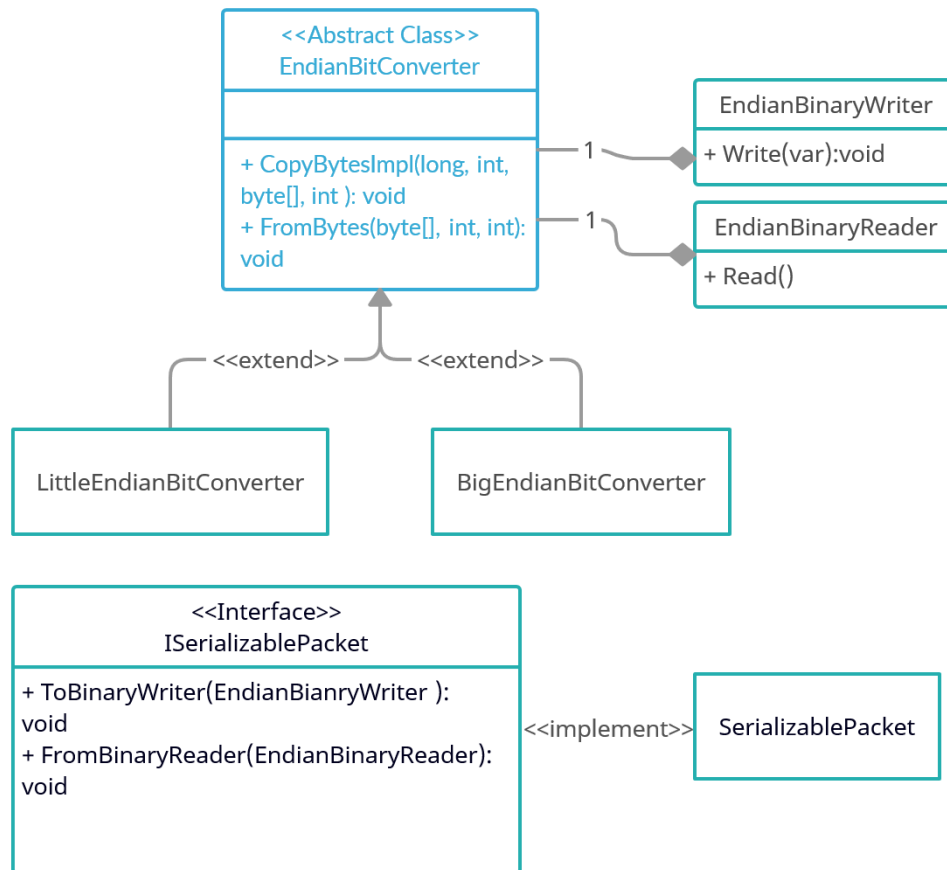 <<Abstract Class>>
EndianBitConverter
+ CopyBytesImpl(long, int,
byte[], int ): void
+ FromBytes(byte[], int, int):
void
1
1
EndianBinaryWriter
+ Write(var):void
EndianBinaryReader
+ Read()
<<extend>>
<<extend>>
LittleEndianBitConverter
BigEndianBitConverter
<<Interface>>
ISerializablePacket
+ ToBinaryWriter(EndianBianryWriter ):
void
+ FromBinaryReader(EndianBinaryReader):
void
<<implement>>
SerializablePacket